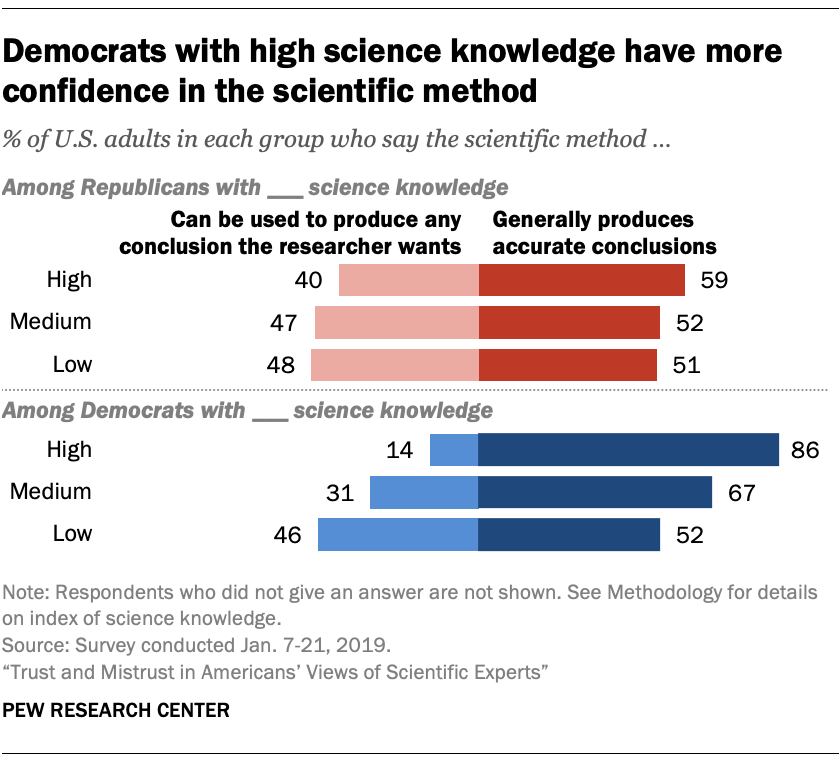 Democrats with high science knowledge have more
confidence in the scientific method
% of U.S. adults in each group who say the scientific method ...
Among Republicans with ___ science knowledge
Can be used to produce any Generally produces
conclusion the researcher wants accurate conclusions
High 40 59
Medium 47 52
Low 48 51
Among Democrats with ___ science knowledge
High 14 86
Medium 31 67
Low 46 52
Note: Respondents who did not give an answer are not shown. See Methodology for details
on index of science knowledge.
Source: Survey conducted Jan. 7-21, 2019.
“Trust and Mistrust in Americans’ Views of Scientific Experts”
PEW RESEARCH CENTER